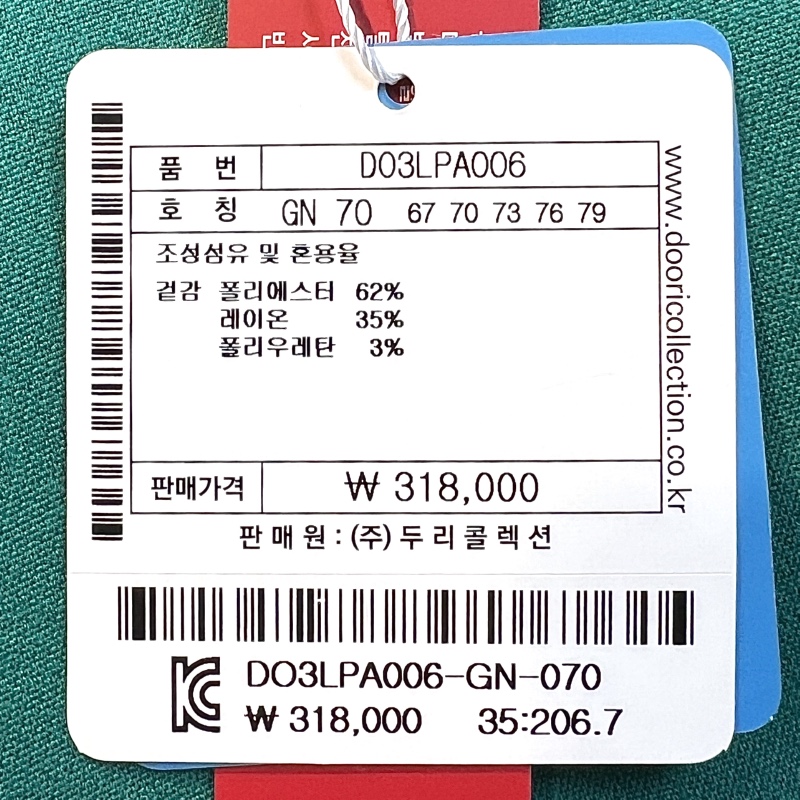 품 번 DO3LPA006
호 칭 GN 70 67 70 73 76 79
조성섬유 및 혼용율
겉감 폴리에스터 62%
레이온 35%
폴리우레탄 3%
판매가격 ₩ 318,000
판매원 : (주)두리콜렉션
www.dooricollection.co.kr
DO3LPA006-GN-070
₩ 318,000 35:206.7